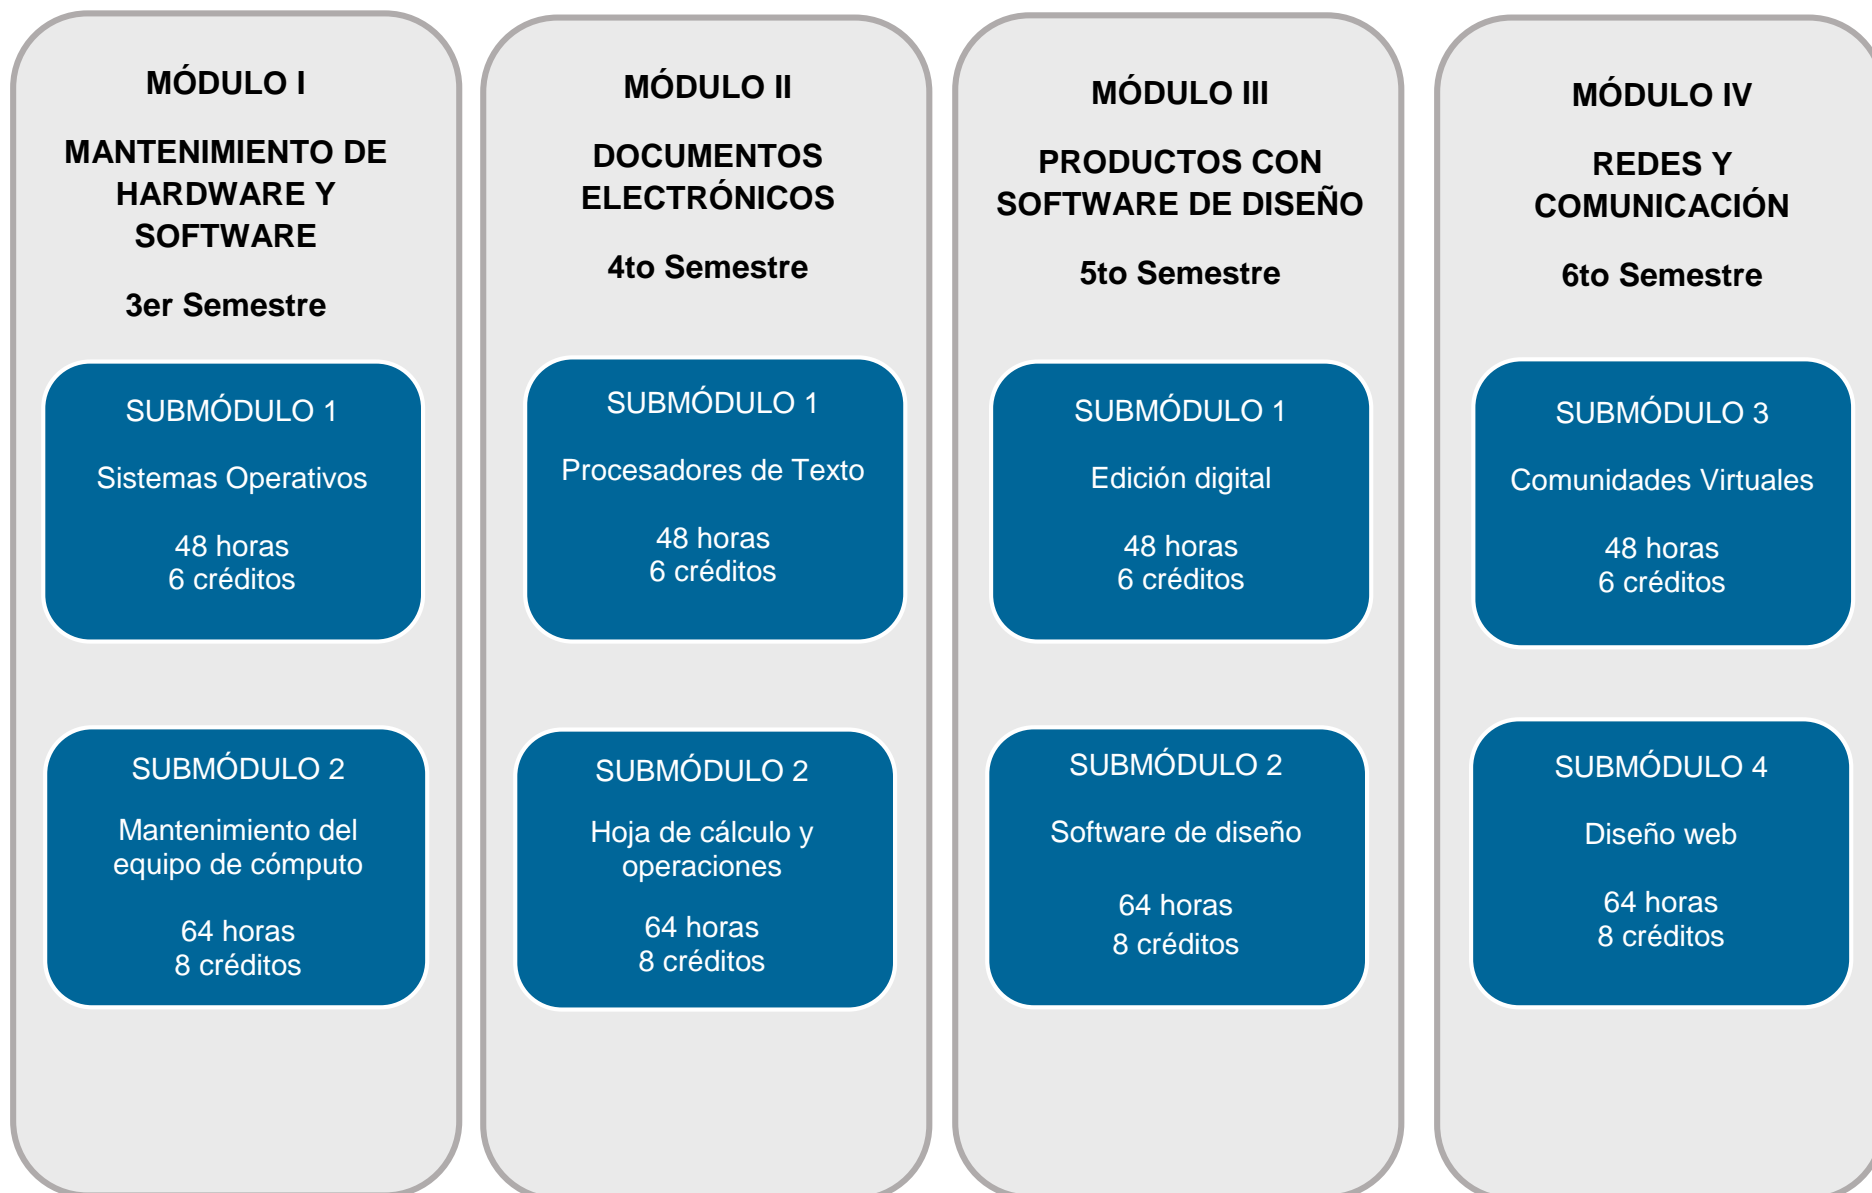 MÓDULO I
MANTENIMIENTO DE
HARDWARE Y
SOFTWARE
3er Semestre
SUBMÓDULO 1
Sistemas Operativos
48 horas
6 créditos
SUBMÓDULO 2
Mantenimiento del
equipo de cómputo
64 horas
8 créditos
MÓDULO II
DOCUMENTOS
ELECTRÓNICOS
4to Semestre
SUBMÓDULO 1
Procesadores de Texto
48 horas
6 créditos
SUBMÓDULO 2
Hoja de cálculo y
operaciones
64 horas
8 créditos
MÓDULO III
PRODUCTOS CON
SOFTWARE DE DISEÑO
5to Semestre
SUBMÓDULO 1
Edición digital
48 horas
6 créditos
SUBMÓDULO 2
Software de diseño
64 horas
8 créditos
MÓDULO IV
REDES Y
COMUNICACIÓN
6to Semestre
SUBMÓDULO 3
Comunidades Virtuales
48 horas
6 créditos
SUBMÓDULO 4
Diseño web
64 horas
8 créditos